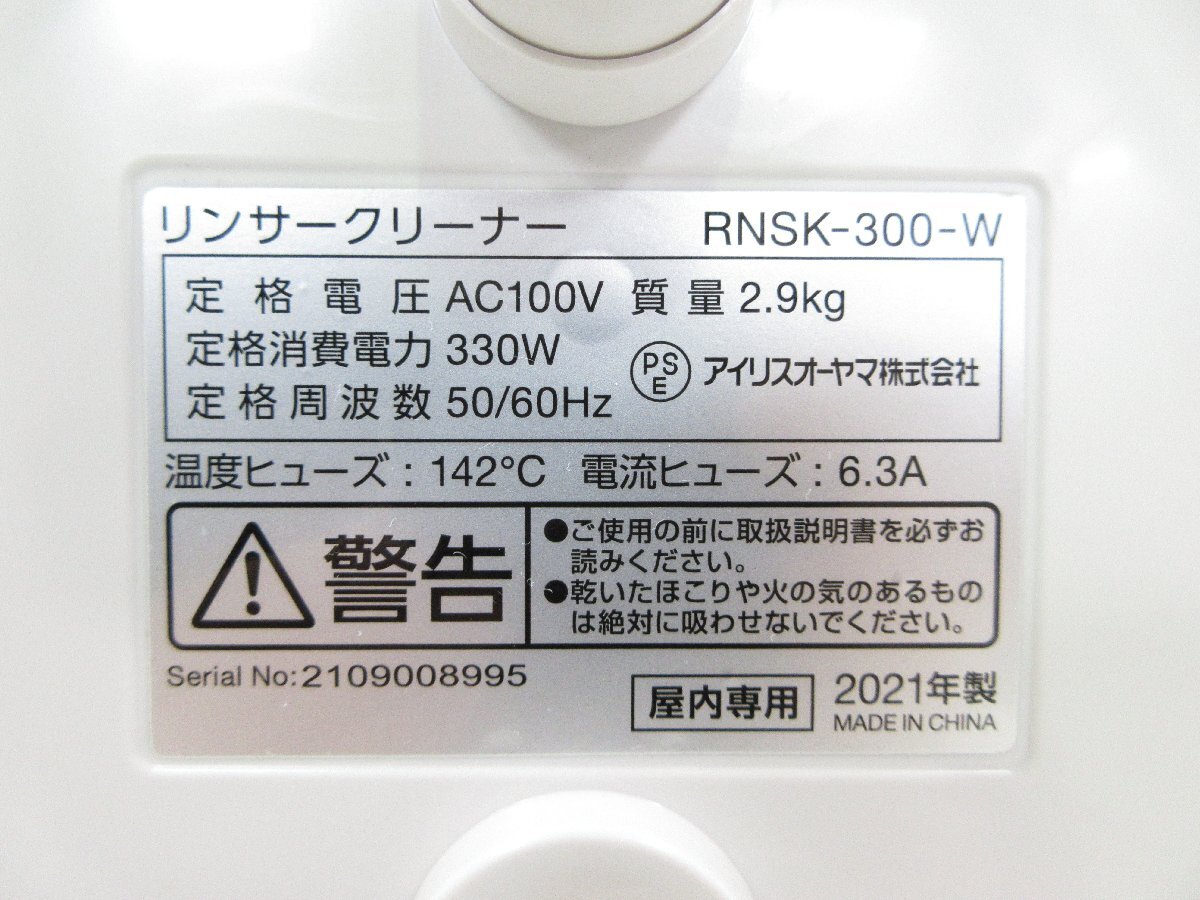 リンサークリーナー RNSK-300-W
定格電圧 AC100V 質量 2.9kg
定格消費電力 330W
PSE アイリスオーヤマ株式会社
定格周波数 50/60Hz
温度ヒューズ：142℃ 電流ヒューズ：6.3A
警告
●ご使用の前に取扱説明書を必ずお
読みください。
●乾いたほこりや火の気のあるもの
は絶対に吸わせないでください。
Serial No:2109008995
屋内専用
2021年製
MADE IN CHINA